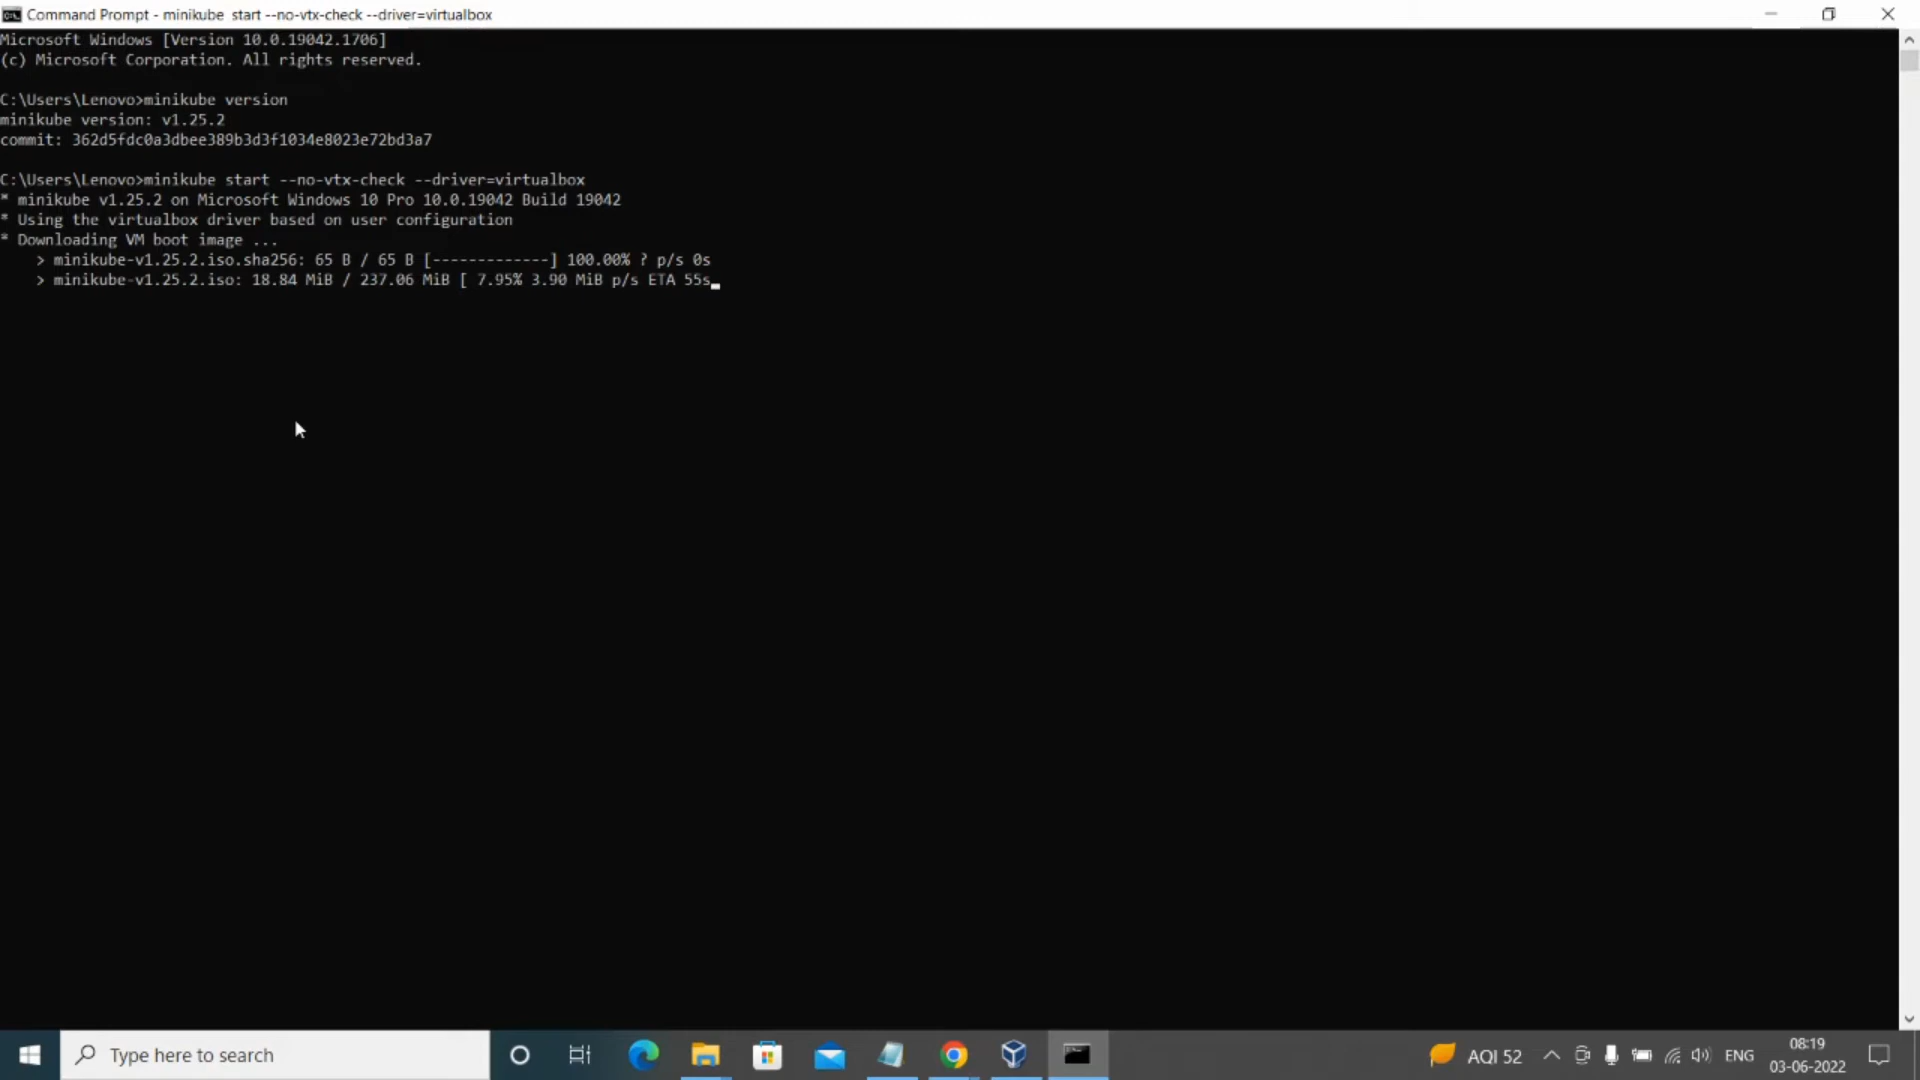 Command Prompt - minikube  start --no-vtx-check --driver=virtualbox
Microsoft Windows [Version 10.0.19042.1706]
(c) Microsoft Corporation. All rights reserved.
C:\Users\Lenovo>minikube version
minikube version: v1.25.2
commit: 362d5fdc0a3dbee389b3d3f1034e8023e72bd3a7
C:\Users\Lenovo>minikube start --no-vtx-check --driver=virtualbox
* minikube v1.25.2 on Microsoft Windows 10 Pro 10.0.19042 Build 19042
* Using the virtualbox driver based on user configuration
* Downloading VM boot image ...
    > minikube-v1.25.2.iso.sha256: 65 B / 65 B [-------------] 100.00% ? p/s 0s
    > minikube-v1.25.2.iso: 18.84 MiB / 237.06 MiB [ 7.95% 3.90 MiB p/s ETA 55s
Type here to search
AQI 52
ENG
08:19
03-06-2022